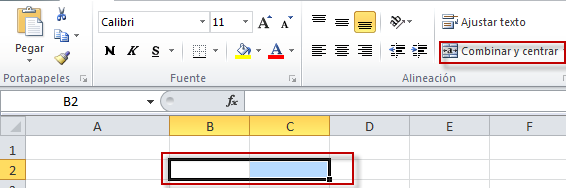 Calibri 11 A A Ajustar texto
Pegar N K S A Combinar y centrar
Portapapeles Fuente Alineación
B2 fx
A B C D E F
1
2